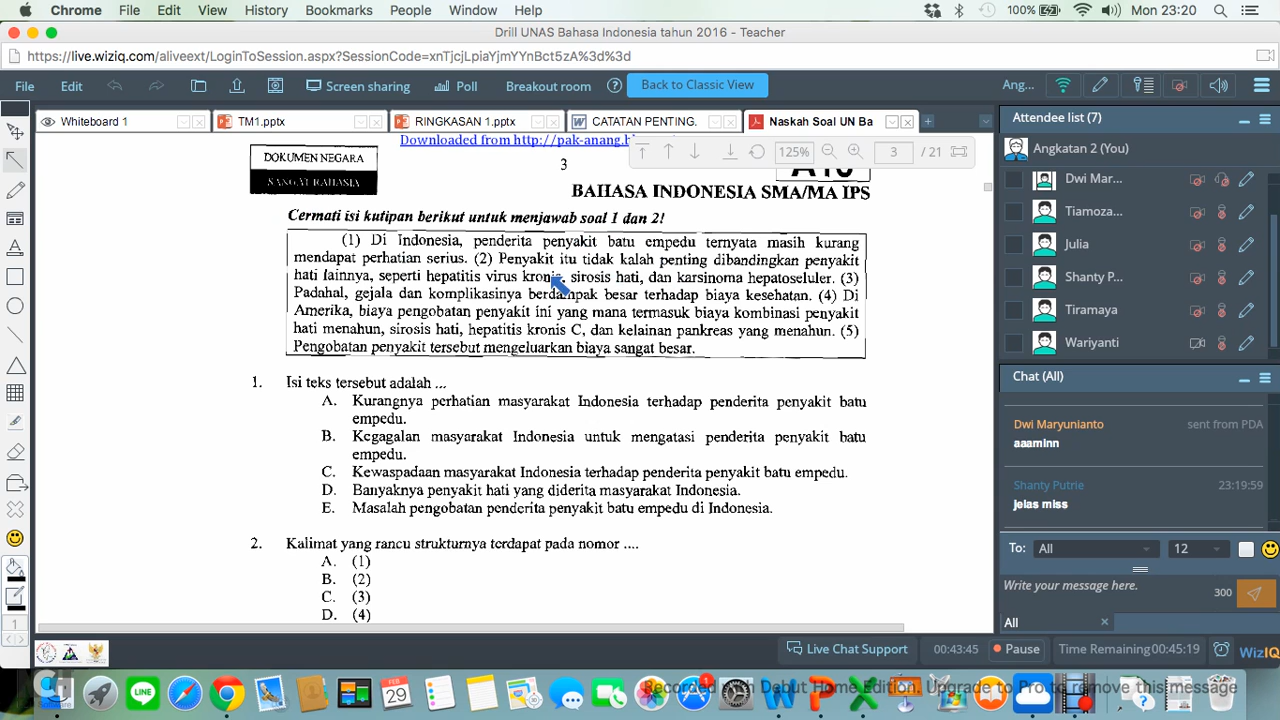 Chrome File Edit View History Bookmarks People Window Help 100% Mon 23:20
Drill UNAS Bahasa Indonesia tahun 2016 - Teacher
https://live.wiziq.com/aliveext/LoginToSession.aspx?SessionCode=xnTjcjLpiaYjmYYnBct5zA%3d%3d
File Edit Screen sharing Poll Breakout room Back to Classic View Ang...
Whiteboard 1 TM1.pptx RINGKASAN 1.pptx CATATAN PENTING. Naskah Soal UN Ba
Downloaded from http://pak-anang.bl
125% 3 / 21
DOKUMEN NEGARA
SANGAT RAHASIA
3
BAHASA INDONESIA SMA/MA IPS
Cermati isi kutipan berikut untuk menjawab soal 1 dan 2!
(1) Di Indonesia, penderita penyakit batu empedu ternyata masih kurang
mendapat perhatian serius. (2) Penyakit itu tidak kalah penting dibandingkan penyakit
hati lainnya, seperti hepatitis virus kronis, sirosis hati, dan karsinoma hepatoseluler. (3)
Padahal, gejala dan komplikasinya berdampak besar terhadap biaya kesehatan. (4) Di
Amerika, biaya pengobatan penyakit ini yang mana termasuk biaya kombinasi penyakit
hati menahun, sirosis hati, hepatitis kronis C, dan kelainan pankreas yang menahun. (5)
Pengobatan penyakit tersebut mengeluarkan biaya sangat besar.
1. Isi teks tersebut adalah ...
A. Kurangnya perhatian masyarakat Indonesia terhadap penderita penyakit batu
empedu.
B. Kegagalan masyarakat Indonesia untuk mengatasi penderita penyakit batu
empedu.
C. Kewaspadaan masyarakat Indonesia terhadap penderita penyakit batu empedu.
D. Banyaknya penyakit hati yang diderita masyarakat Indonesia.
E. Masalah pengobatan penderita penyakit batu empedu di Indonesia.
2. Kalimat yang rancu strukturnya terdapat pada nomor ....
A. (1)
B. (2)
C. (3)
D. (4)
Attendee list (7)
Angkatan 2 (You)
Dwi Mar...
Tiamoza...
Julia
Shanty P...
Tiramaya
Wariyanti
Chat (All)
Dwi Maryunianto sent from PDA
aaaminn
Shanty Putrie 23:19:59
jelas miss
To: All 12
Write your message here. 300
All
1
Live Chat Support 00:43:45 Pause Time Remaining 00:45:19 WizIQ
LINE FEB 29
Recorded with Debut Home Edition. Upgrade to Pro to remove this message